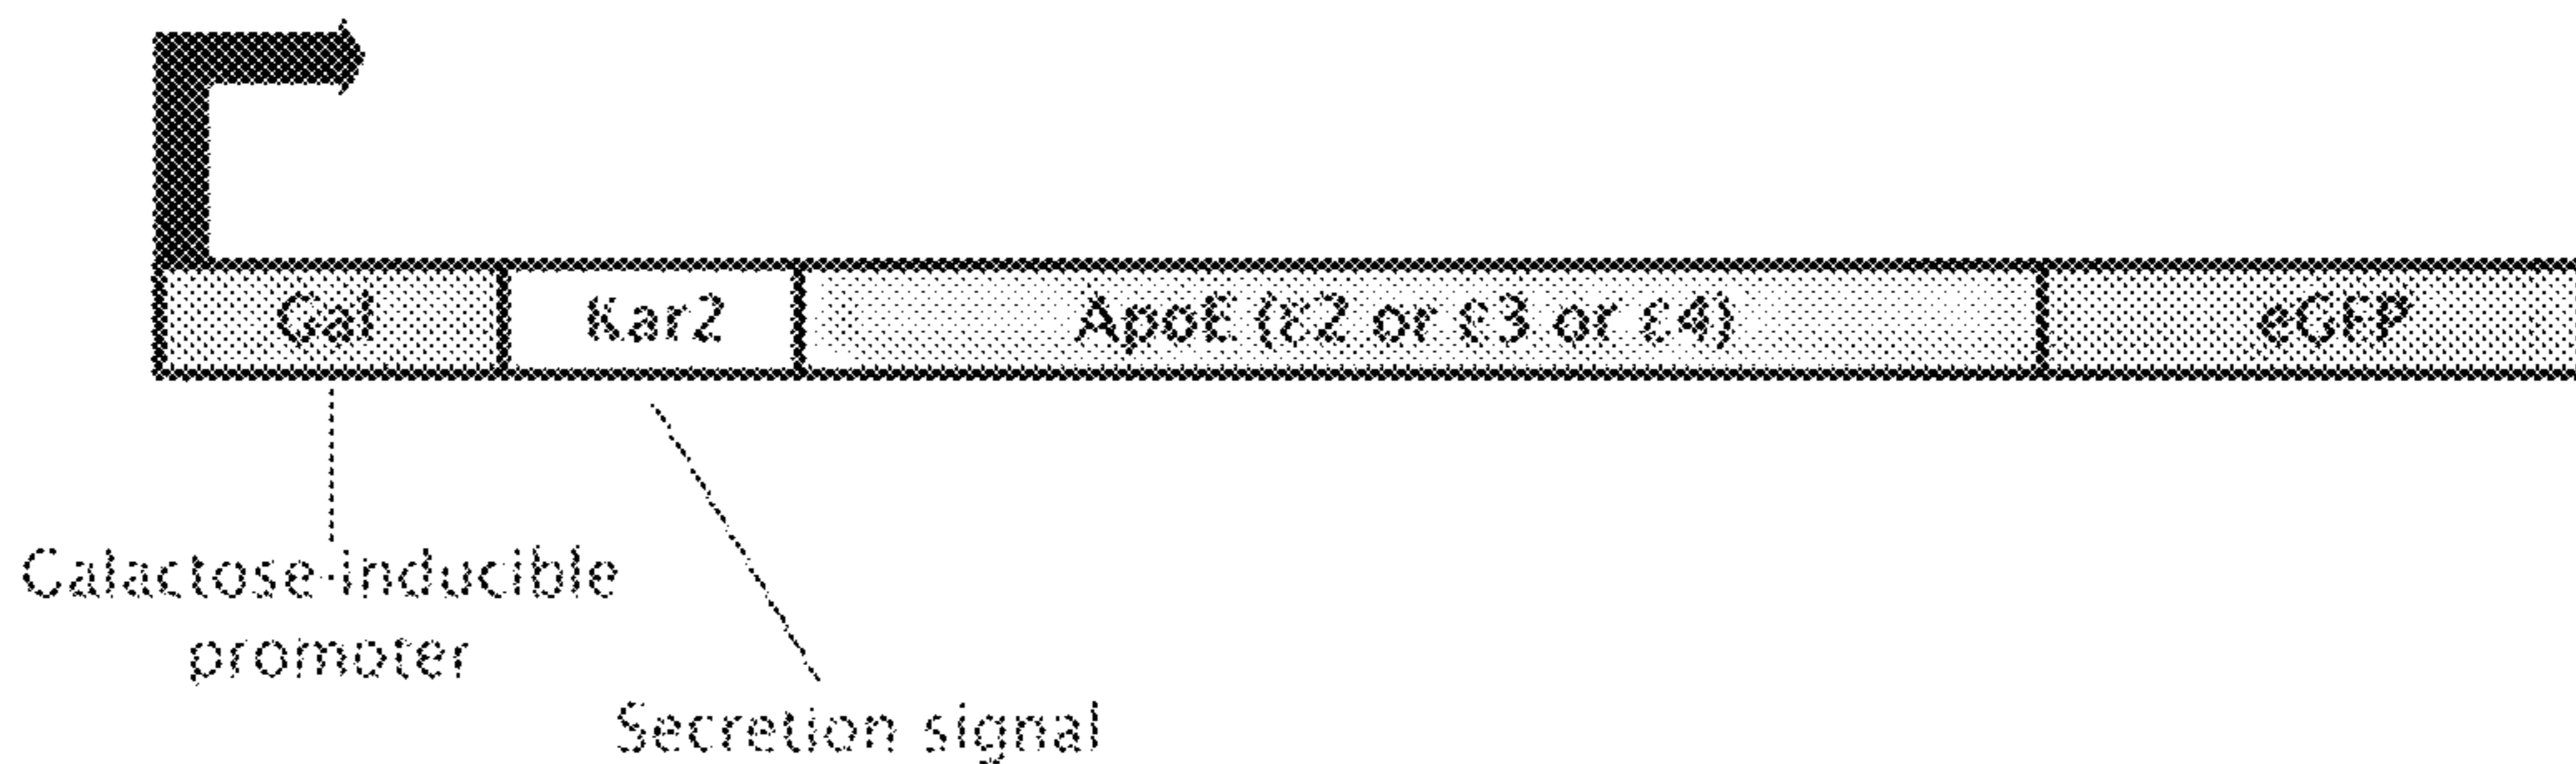 Gal Kar2 ApoE (ε2 or ε3 or ε4) eGFP
Galactose-inducible
promoter
Secretion signal